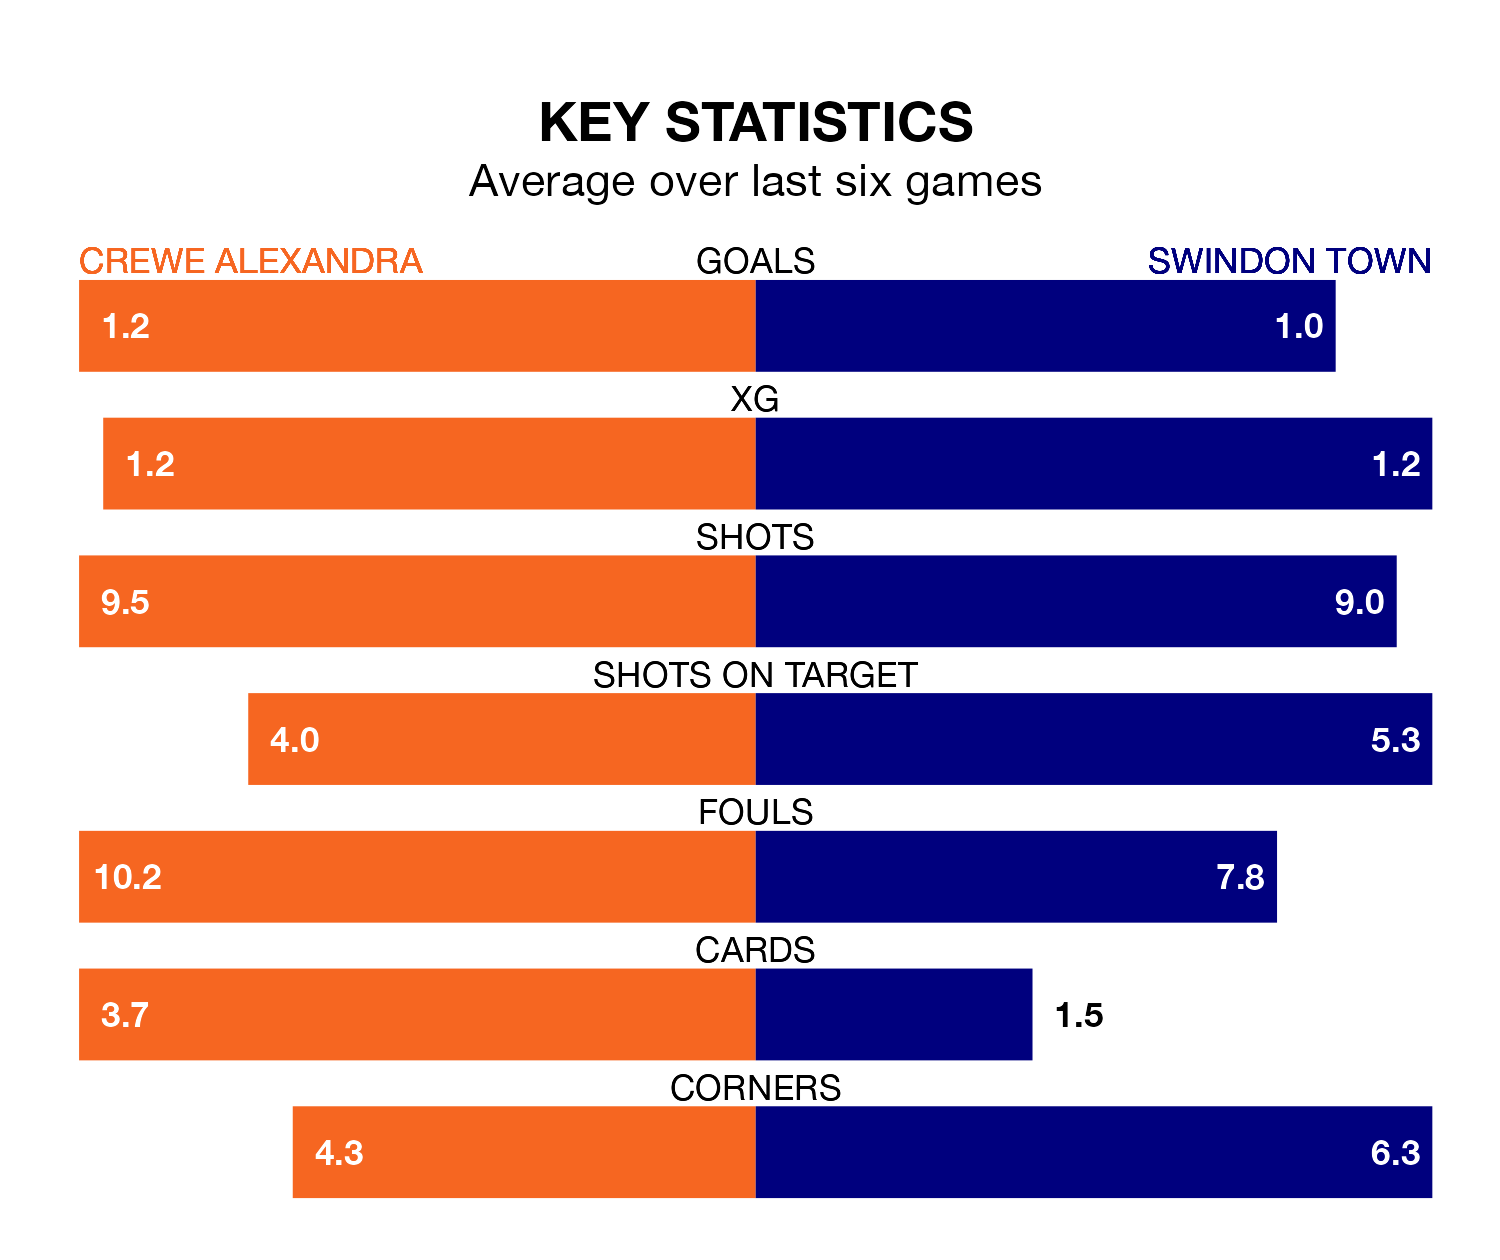 KEY STATISTICS
Average over last six games
CREWE ALEXANDRA GOALS SWINDON TOWN
1.2 1.0
XG
1.2 1.2
SHOTS
9.5 9.0
SHOTS ON TARGET
4.0 5.3
FOULS
10.2 7.8
CARDS
3.7 1.5
CORNERS
4.3 6.3